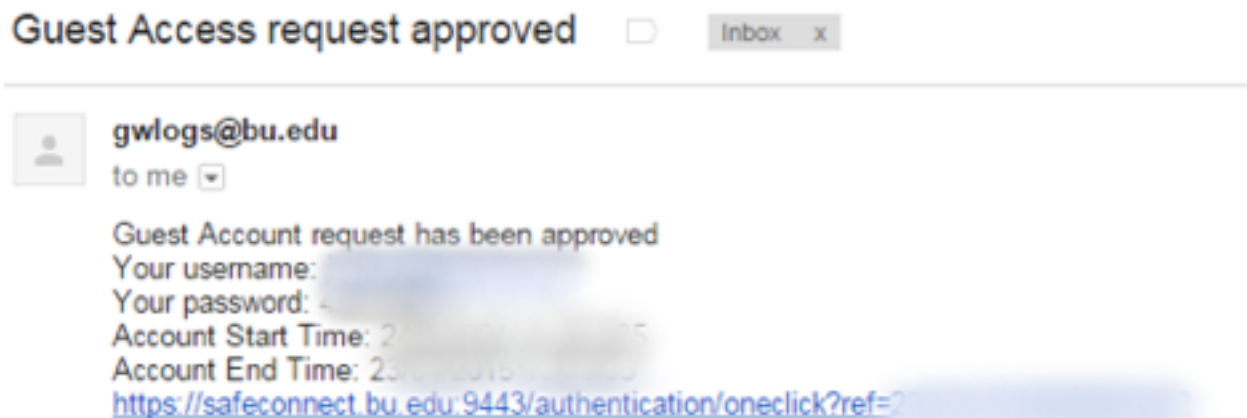 Guest Access request approved Inbox x
gwlogs@bu.edu
to me
Guest Account request has been approved
Your username:
Your password:
Account Start Time:
Account End Time:
https://safeconnect.bu.edu:9443/authentication/oneclick?ref=